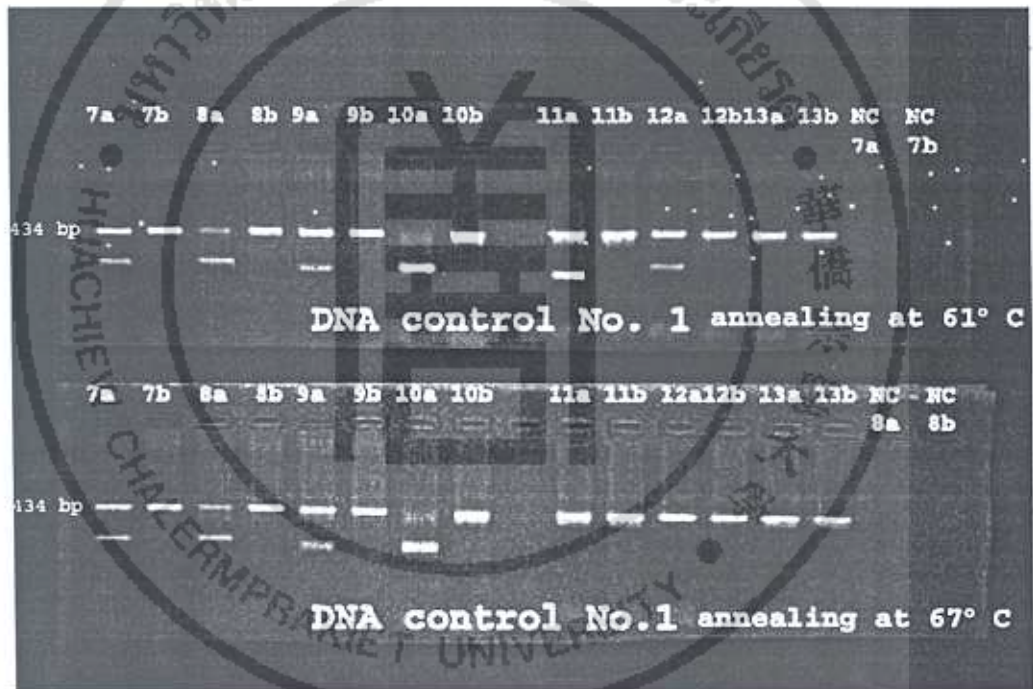 7a 7b 8a 8b 9a 9b 10a 10b 11a 11b 12a 12b 13a 13b NC NC
7a 7b
434 bp
DNA control No. 1 annealing at 61° C
7a 7b 8a 8b 9a 9b 10a 10b 11a 11b 12a 12b 13a 13b NC NC
8a 8b
434 bp
DNA control No.1 annealing at 67° C
HUACHIEW CHALERMPRAKIET UNIVERSITY